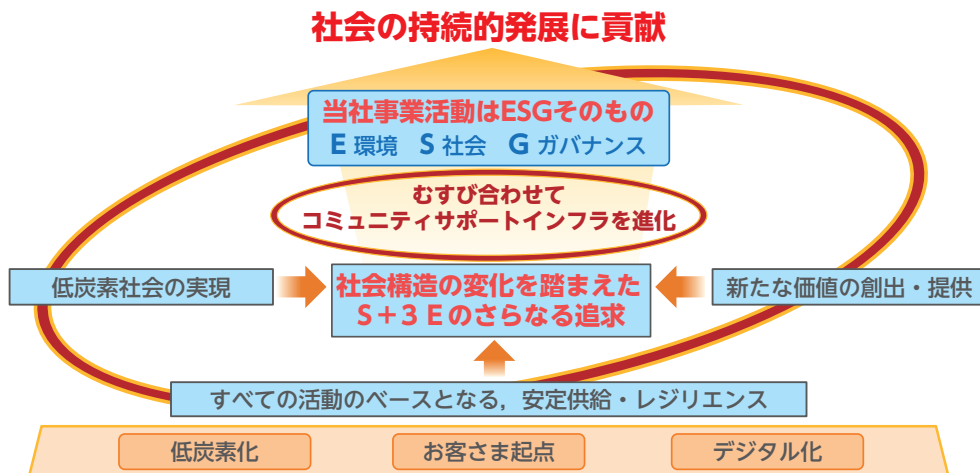 社会の持続的発展に貢献
当社事業活動はESGそのもの
E 環境 S 社会 G ガバナンス
むすび合わせて
コミュニティサポートインフラを進化
低炭素社会の実現
社会構造の変化を踏まえた
S+3Eのさらなる追求
新たな価値の創出・提供
すべての活動のベースとなる，安定供給・レジリエンス
低炭素化
お客さま起点
デジタル化